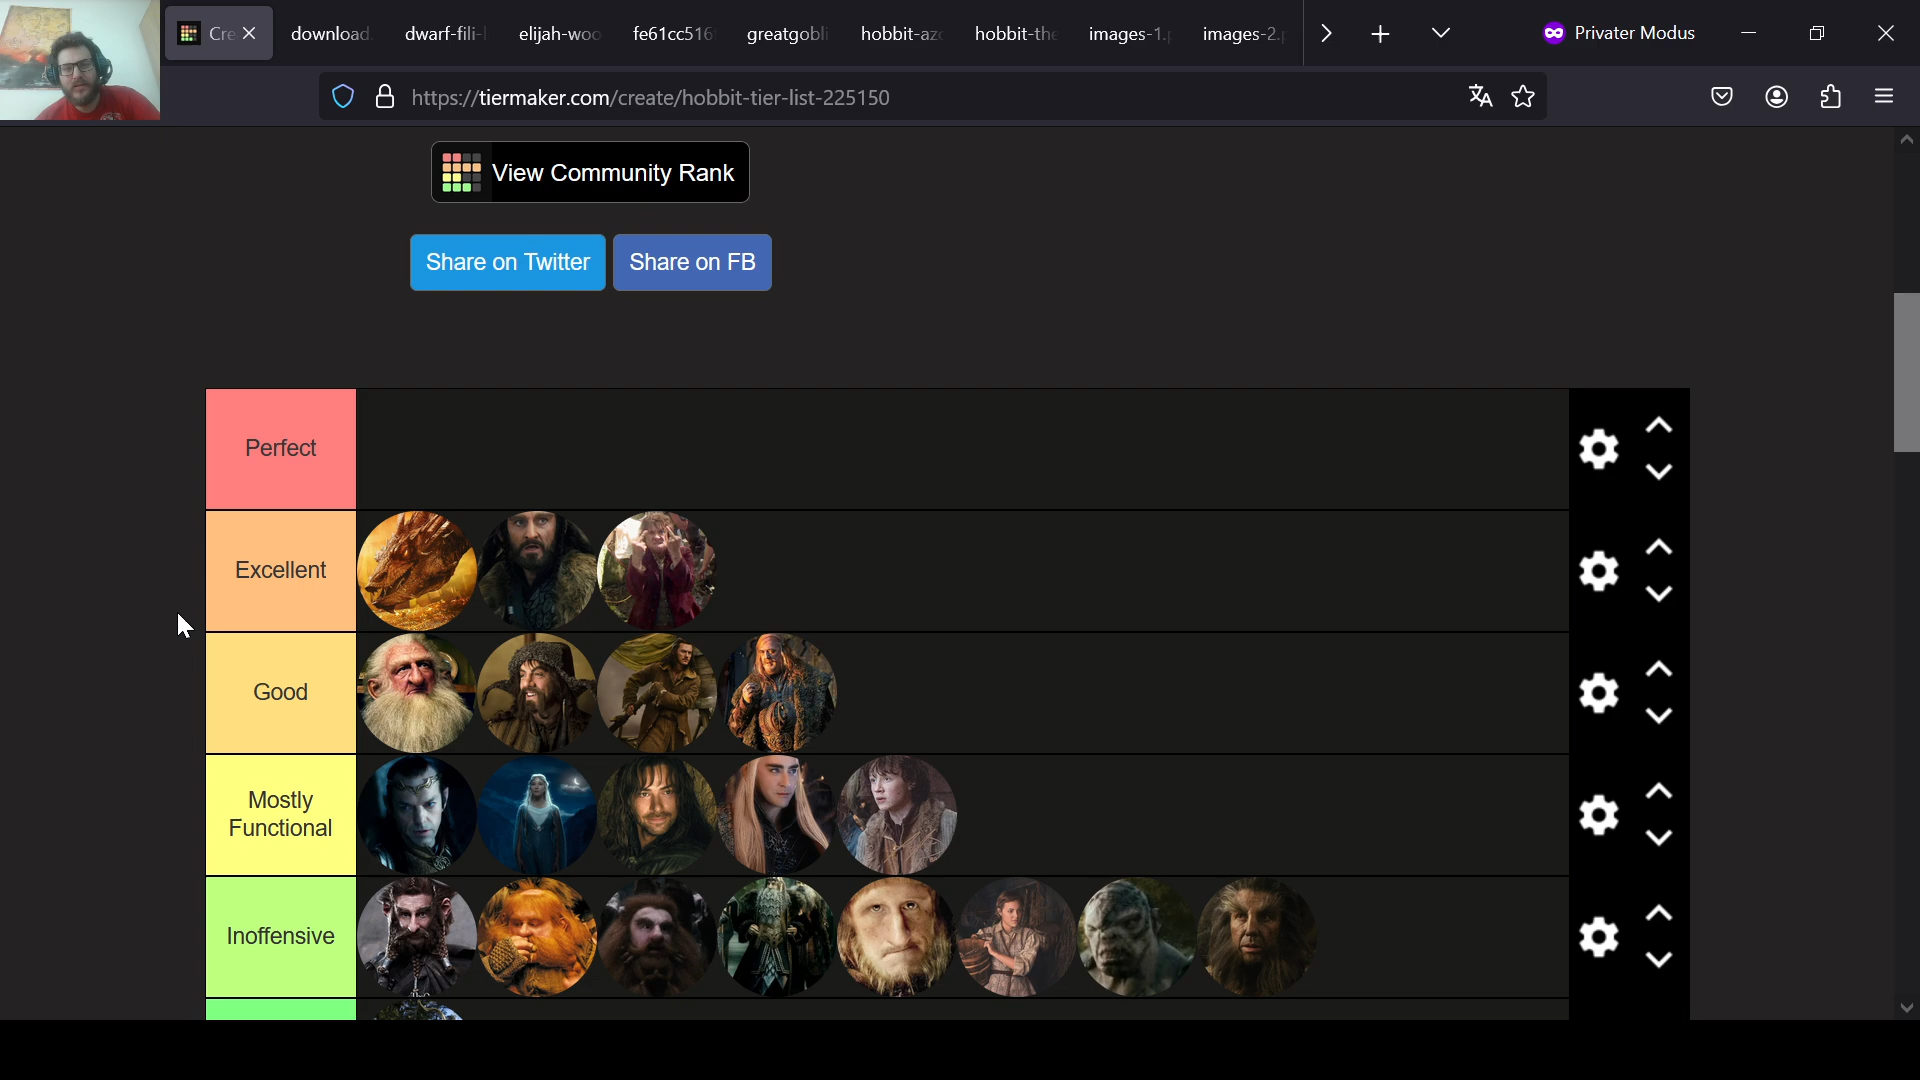 Cre
download.
dwarf-fili-
elijah-woo
fe61cc516
greatgobli
hobbit-azo
hobbit-the
images-1.p
images-2.p
Privater Modus
https://tiermaker.com/create/hobbit-tier-list-225150
View Community Rank
Share on Twitter
Share on FB
Perfect
Excellent
Good
Mostly
Functional
Inoffensive